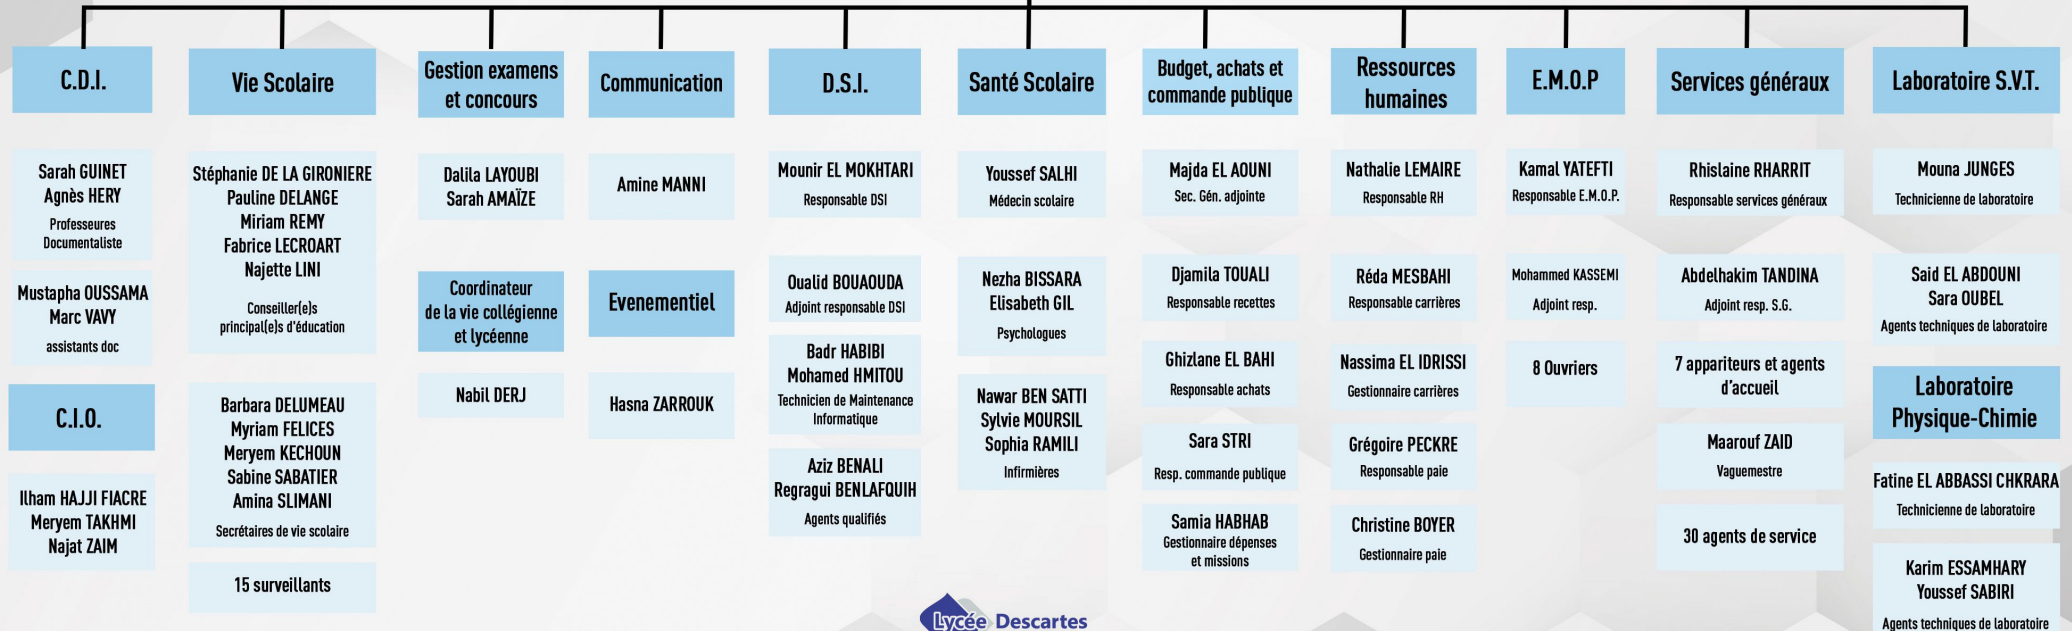 C.D.I.
Sarah GUINET
Agnès HERY
Professeures
Documentaliste
Mustapha OUSSAMA
Marc VAVY
assistants doc
C.I.O.
Ilham HAJJI FIACRE
Meryem TAKHMI
Najat ZAIM
Vie Scolaire
Stéphanie DE LA GIRONIERE
Pauline DELANGE
Miriam REMY
Fabrice LECROART
Najette LINI
Conseiller(e)s
principal(e)s d'éducation
Barbara DELUMEAU
Myriam FELICES
Meryem KECHOUN
Sabine SABATIER
Amina SLIMANI
Secrétaires de vie scolaire
15 surveillants
Gestion examens
et concours
Dalila LAYOUBI
Sarah AMAÏZE
Coordinateur
de la vie collégienne
et lycéenne
Nabil DERJ
Communication
Amine MANNI
Evenementiel
Hasna ZARROUK
D.S.I.
Mounir EL MOKHTARI
Responsable DSI
Oualid BOUAOUDA
Adjoint responsable DSI
Badr HABIBI
Mohamed HMITOU
Technicien de Maintenance
Informatique
Aziz BENALI
Regragui BENLAFQUIH
Agents qualifiés
Santé Scolaire
Youssef SALHI
Médecin scolaire
Nezha BISSARA
Elisabeth GIL
Psychologues
Nawar BEN SATTI
Sylvie MOURSIL
Sophia RAMILI
Infirmières
Budget, achats et
commande publique
Majda EL AOUNI
Sec. Gén. adjointe
Djamila TOUALI
Responsable recettes
Ghizlane EL BAHI
Responsable achats
Sara STRI
Resp. commande publique
Samia HABHAB
Gestionnaire dépenses
et missions
Ressources
humaines
Nathalie LEMAIRE
Responsable RH
Réda MESBAHI
Responsable carrières
Nassima EL IDRISSI
Gestionnaire carrières
Grégoire PECKRE
Responsable paie
Christine BOYER
Gestionnaire paie
E.M.O.P
Kamal YATEFTI
Responsable E.M.O.P.
Mohammed KASSEMI
Adjoint resp.
8 Ouvriers
Services généraux
Rhislaine RHARRIT
Responsable services généraux
Abdelhakim TANDINA
Adjoint resp. S.G.
7 appariteurs et agents
d'accueil
Maarouf ZAID
Vaguemestre
30 agents de service
Laboratoire S.V.T.
Mouna JUNGES
Technicienne de laboratoire
Said EL ABDOUNI
Sara OUBEL
Agents techniques de laboratoire
Laboratoire
Physique-Chimie
Fatine EL ABBASSI CHKRARA
Technicienne de laboratoire
Karim ESSAMHARY
Youssef SABIRI
Agents techniques de laboratoire
Lycée Descartes